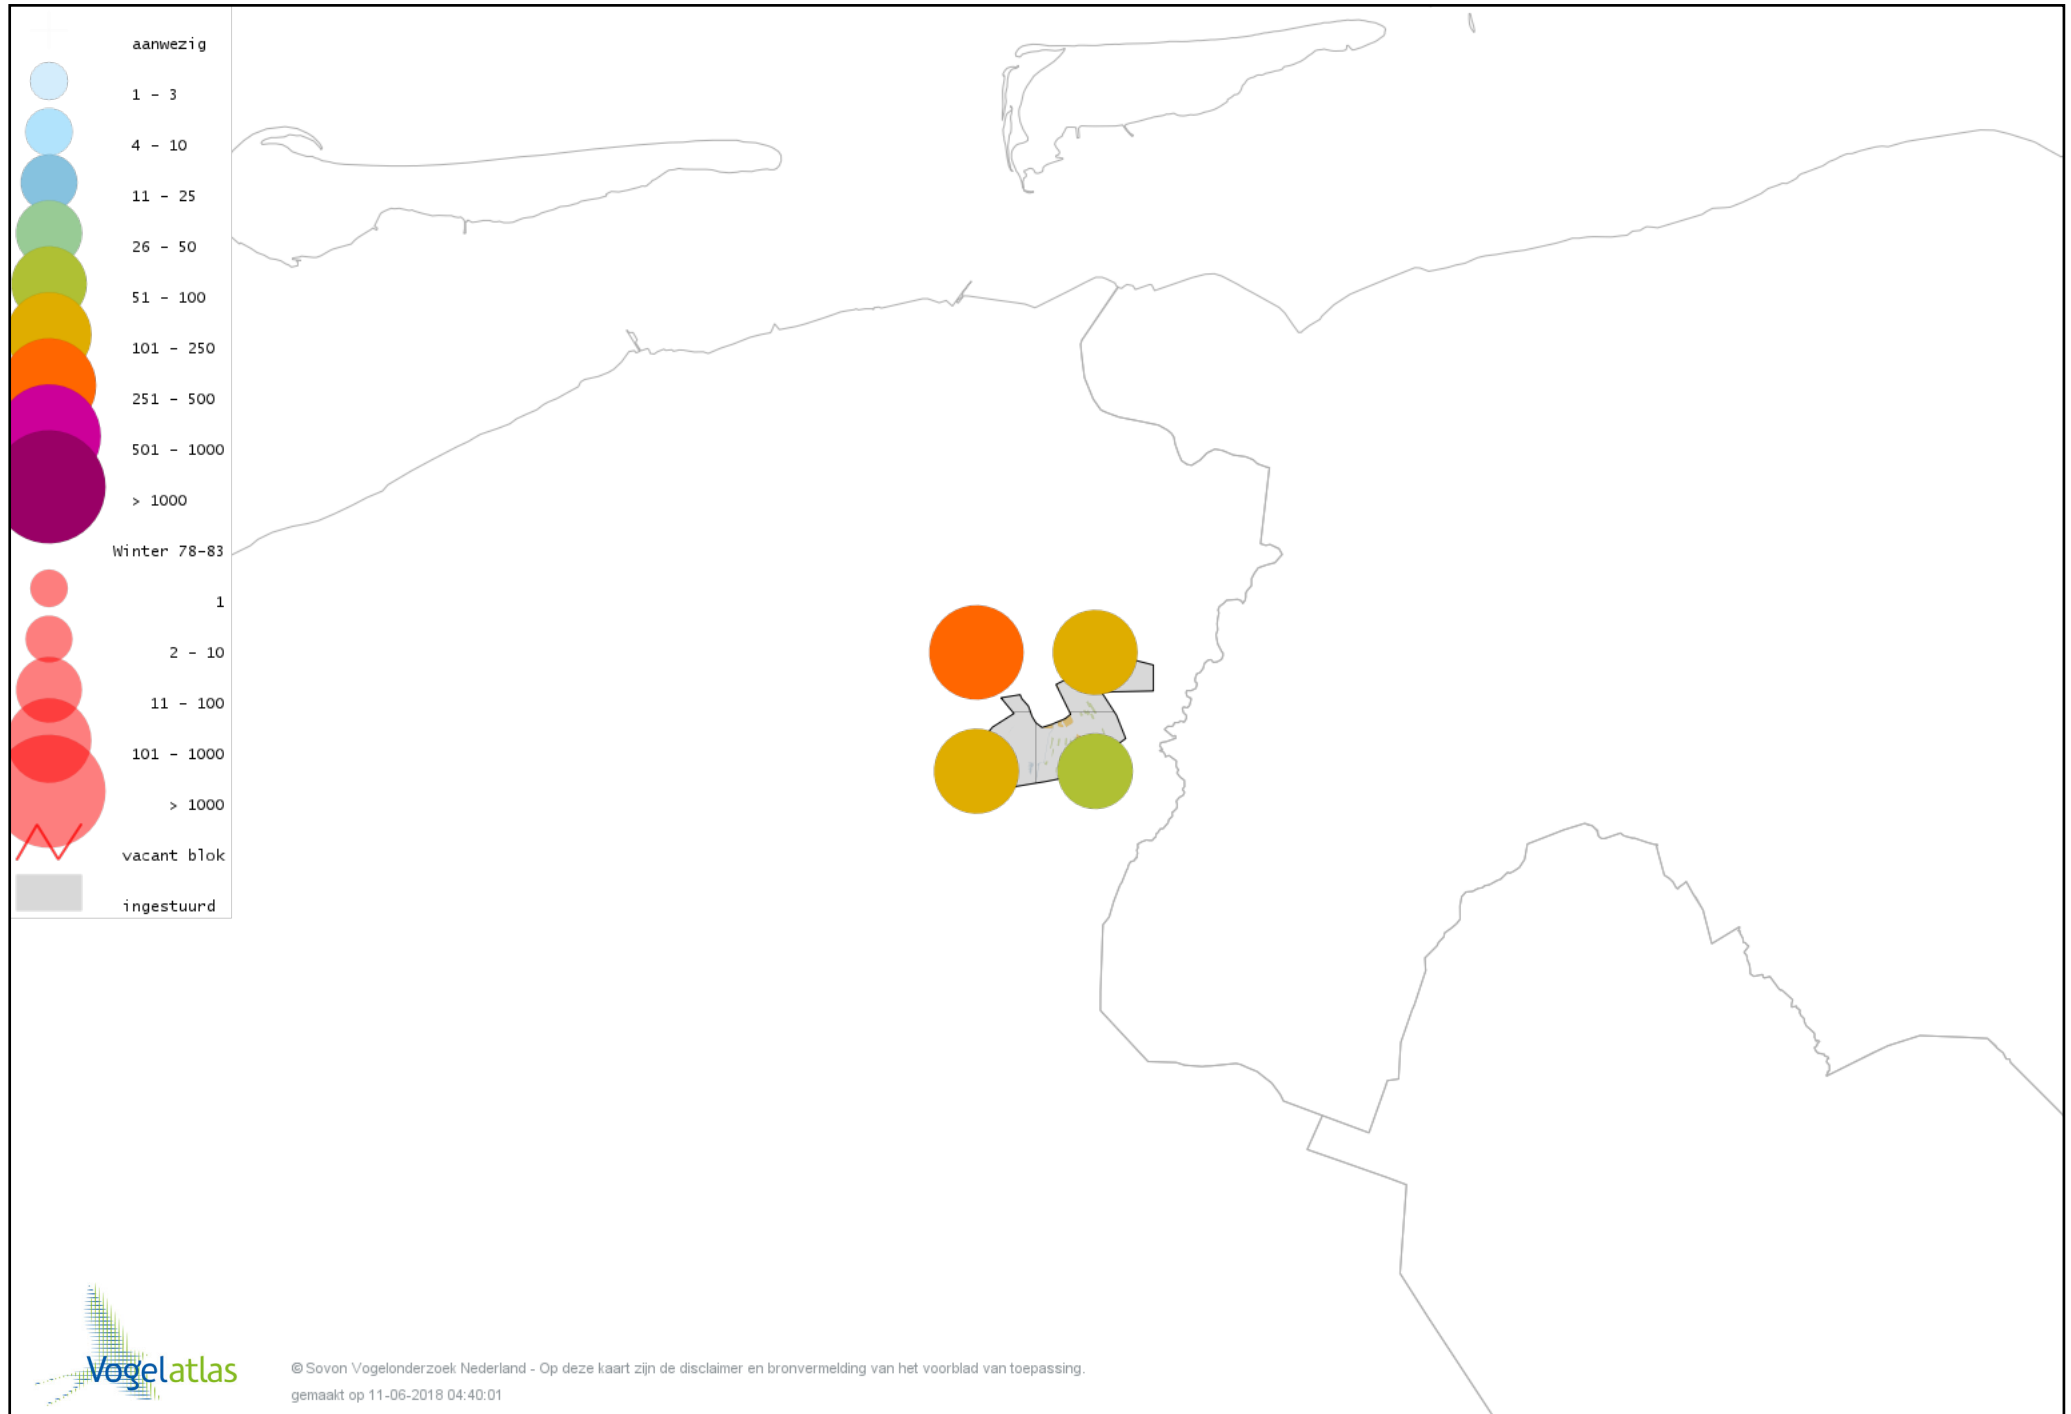 aanwezig
1 - 3
4 - 10
11 - 25
26 - 50
51 - 100
101 - 250
251 - 500
501 - 1000
> 1000
Winter 78-83
1
2 - 10
11 - 100
101 - 1000
> 1000
vacant blok
ingestuurd
Vogelatlas
© Sovon Vogelonderzoek Nederland - Op deze kaart zijn de disclaimer en bronvermelding van het voorblad van toepassing.
gemaakt op 11-06-2018 04:40:01